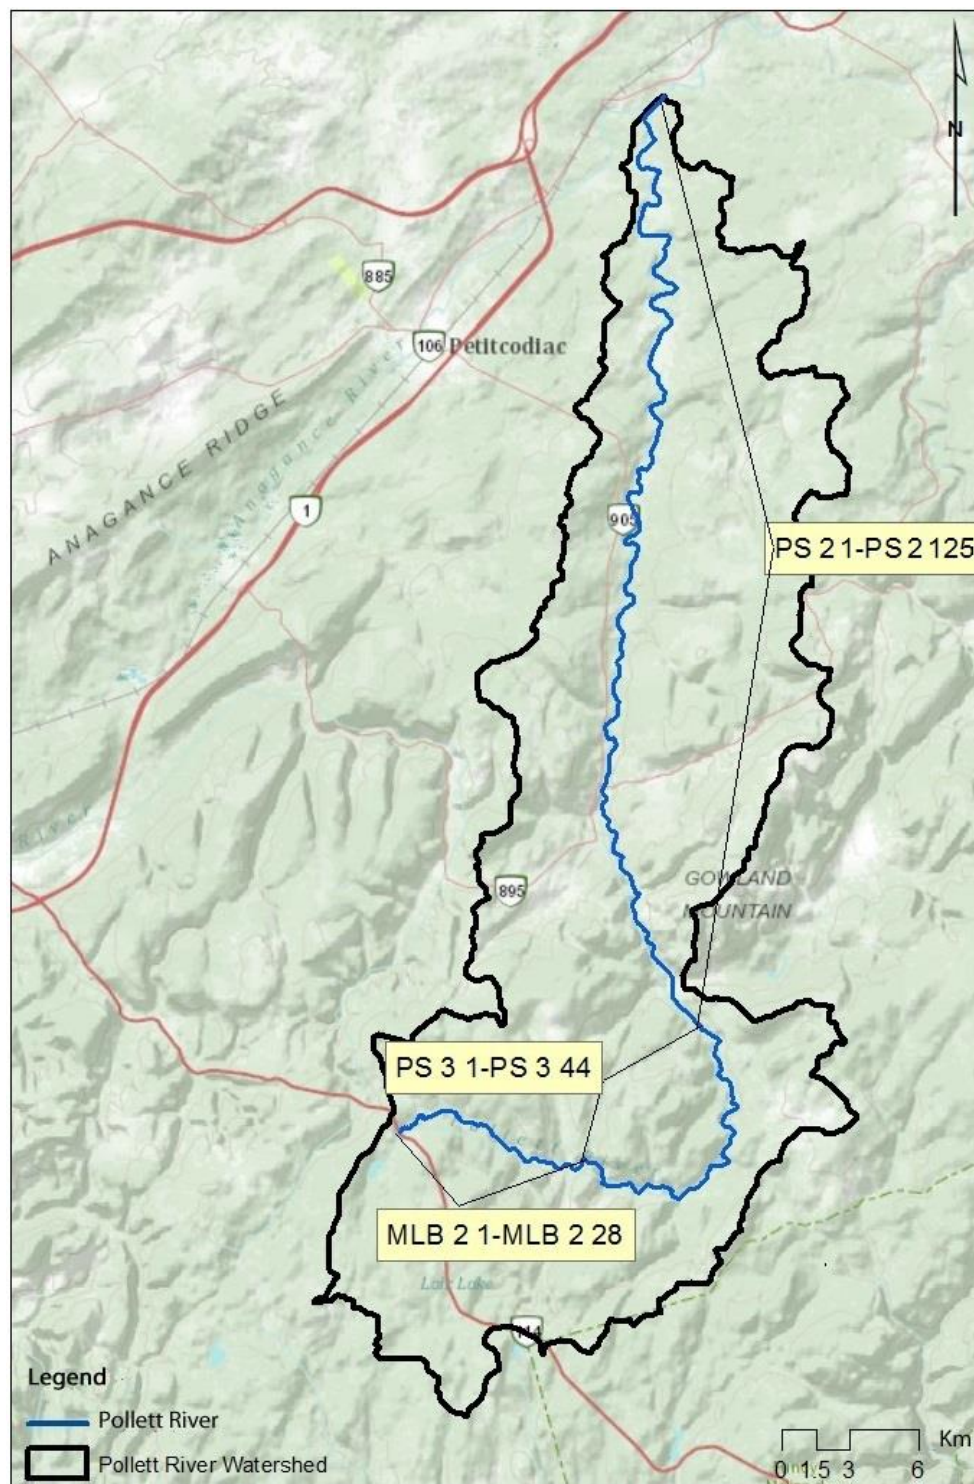 N
885
106 Petitcodiac
ANAGANCE RIDGE
Anagance River
1
905
PS 2 1-PS 2 125
River
GOWLAND
MOUNTAIN
895
PS 3 1-PS 3 44
MLB 2 1-MLB 2 28
Lake
114
Legend
Pollett River
Pollett River Watershed
Km
0 1.5 3 6